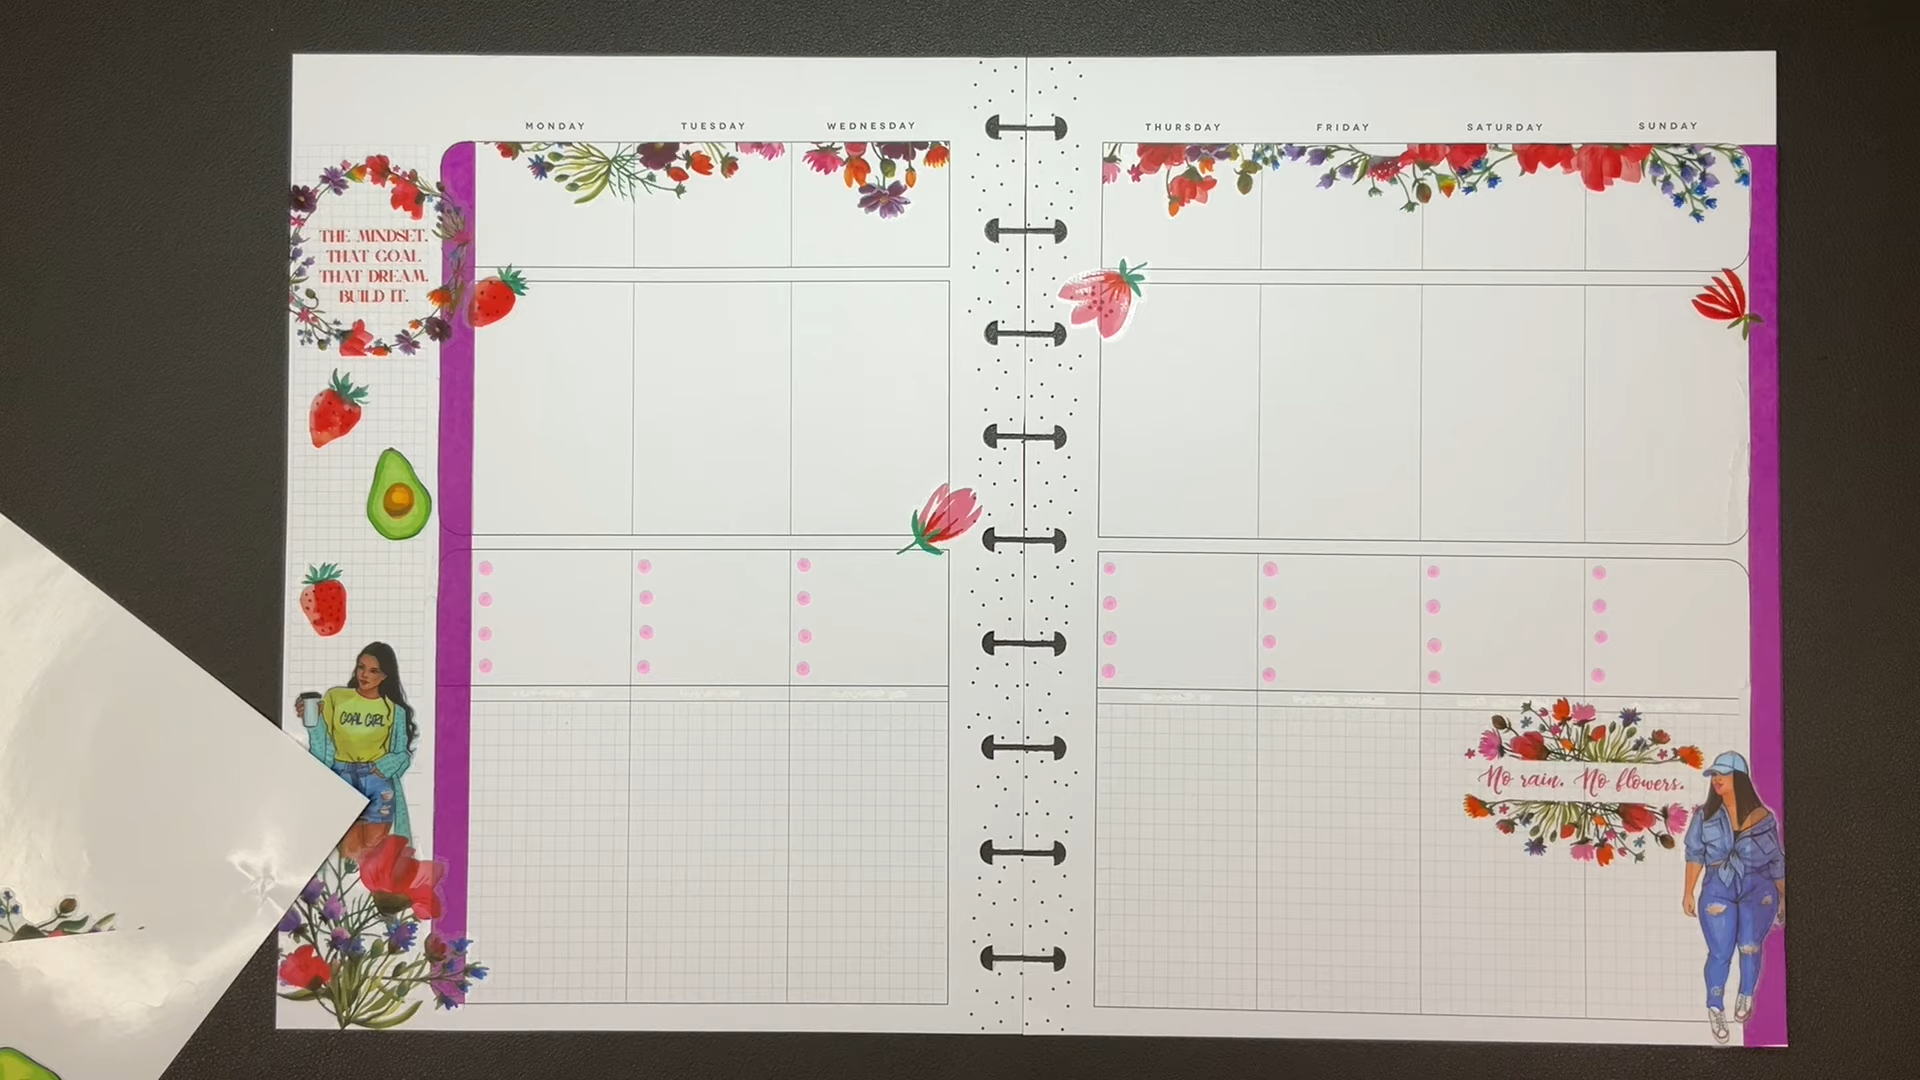 MONDAY
TUESDAY
WEDNESDAY
THURSDAY
FRIDAY
SATURDAY
SUNDAY
THE MINDSET.
THAT GOAL
THAT DREAM.
BUILD IT.
GOAL GIRL
No rain. No flowers.